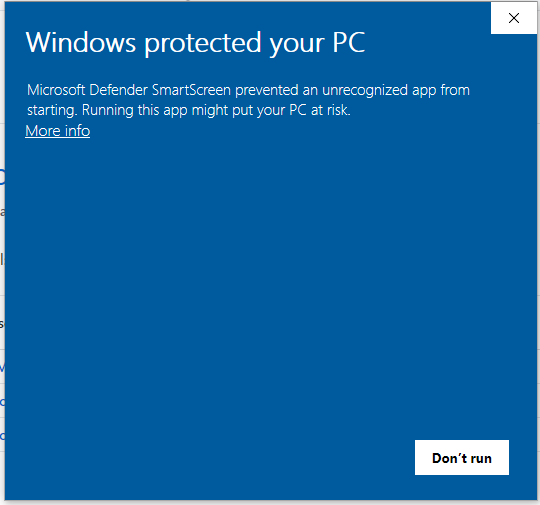 Windows protected your PC
Microsoft Defender SmartScreen prevented an unrecognized app from
starting. Running this app might put your PC at risk.
More info
Don't run